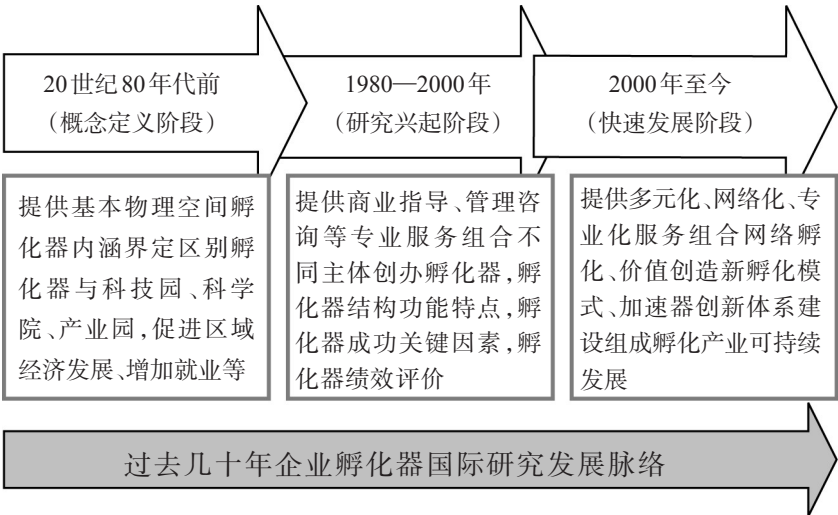 20世纪80年代前
（概念定义阶段）
1980—2000年
（研究兴起阶段）
2000年至今
（快速发展阶段）
提供基本物理空间孵
化器内涵界定区别孵
化器与科技园、科学
院、产业园,促进区域
经济发展、增加就业等
提供商业指导、管理咨
询等专业服务组合不
同主体创办孵化器,孵
化器结构功能特点,孵
化器成功关键因素,孵
化器绩效评价
提供多元化、网络化、专
业化服务组合网络孵
化、价值创造新孵化模
式、加速器创新体系建
设组成孵化产业可持续
发展
过去几十年企业孵化器国际研究发展脉络